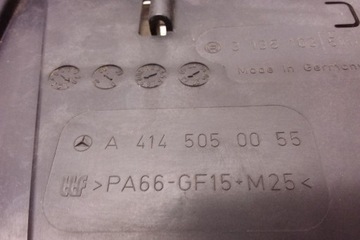 Made in Germany
A 414 505 00 55
>PA66-GF15+M25<